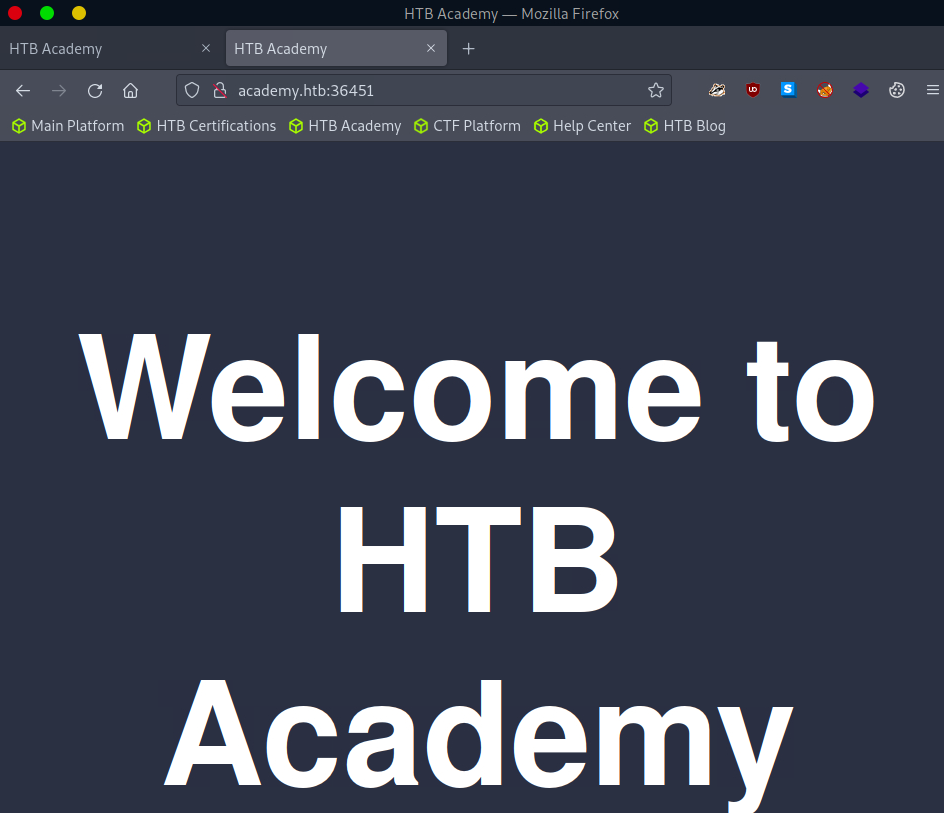 HTB Academy — Mozilla Firefox
HTB Academy HTB Academy
academy.htb:36451
Main Platform HTB Certifications HTB Academy CTF Platform Help Center HTB Blog
Welcome to
HTB
Academy